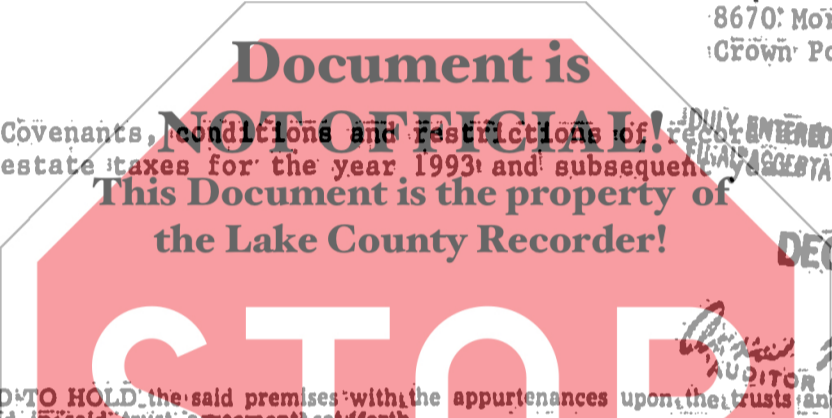 8670
Crown
Document is
Covenants, conditions and restrictions of record
NOT OFFICIAL!
DULY ENTERED
estate taxes for the year 1993 and subsequent
This Document is the property of
the Lake County Recorder!
DEC
STOP
AUDITOR
TO HOLD the said premises with the appurtenances upon the trusts